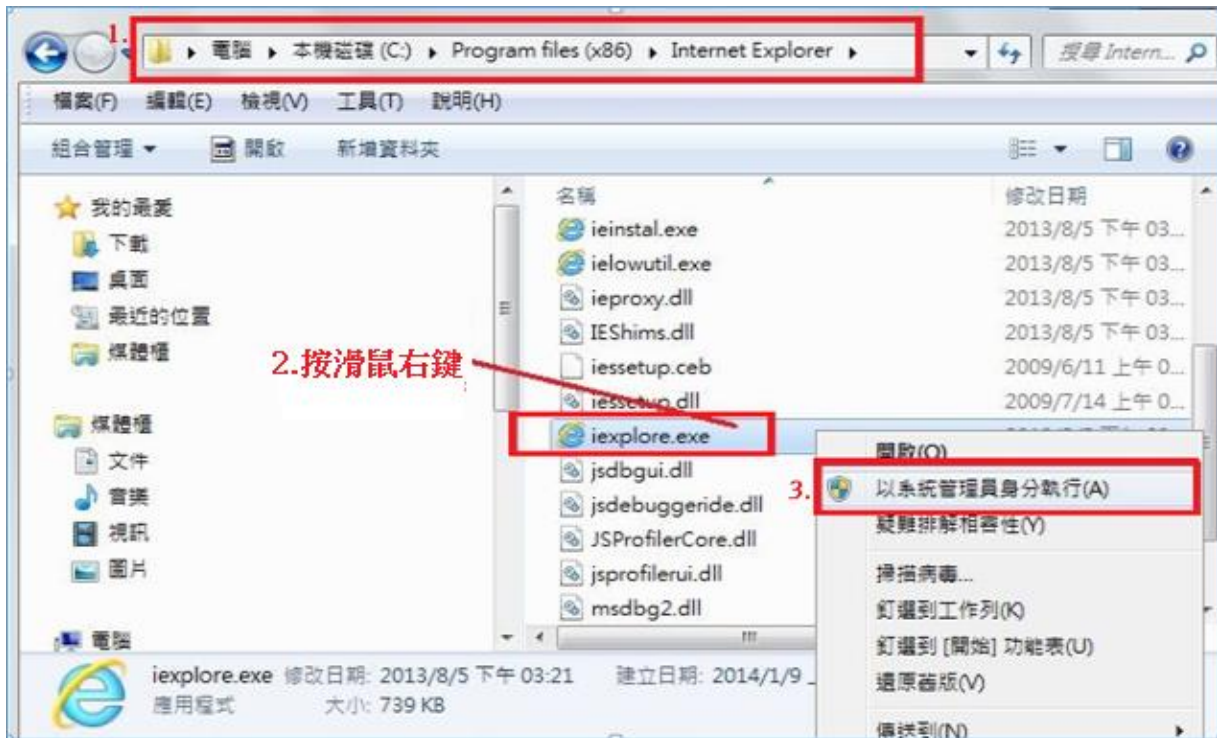 1.
電腦 ▸ 本機磁碟 (C:) ▸ Program files (x86) ▸ Internet Explorer ▸
搜尋 Intern...
檔案(F) 編輯(E) 檢視(V) 工具(T) 說明(H)
組合管理 開啟 新增資料夾
我的最愛
下載
桌面
最近的位置
媒體櫃
媒體櫃
文件
音樂
視訊
圖片
電腦
2.按滑鼠右鍵
名稱 修改日期
ieinstal.exe 2013/8/5 下午 03...
ielowutil.exe 2013/8/5 下午 03...
ieproxy.dll 2013/8/5 下午 03...
IEShims.dll 2013/8/5 下午 03...
iessetup.ceb 2009/6/11 上午 0...
iessetup.dll 2009/7/14 上午 0...
iexplore.exe
jsdbgui.dll
jsdebuggeride.dll
JSProfilerCore.dll
jsprofilerui.dll
msdbg2.dll
開啟(O)
3. 以系統管理員身分執行(A)
疑難排解相容性(Y)
掃描病毒...
釘選到工作列(K)
釘選到 [開始] 功能表(U)
還原舊版(V)
傳送到(N)
iexplore.exe 修改日期: 2013/8/5 下午 03:21 建立日期: 2014/1/9
應用程式 大小: 739 KB